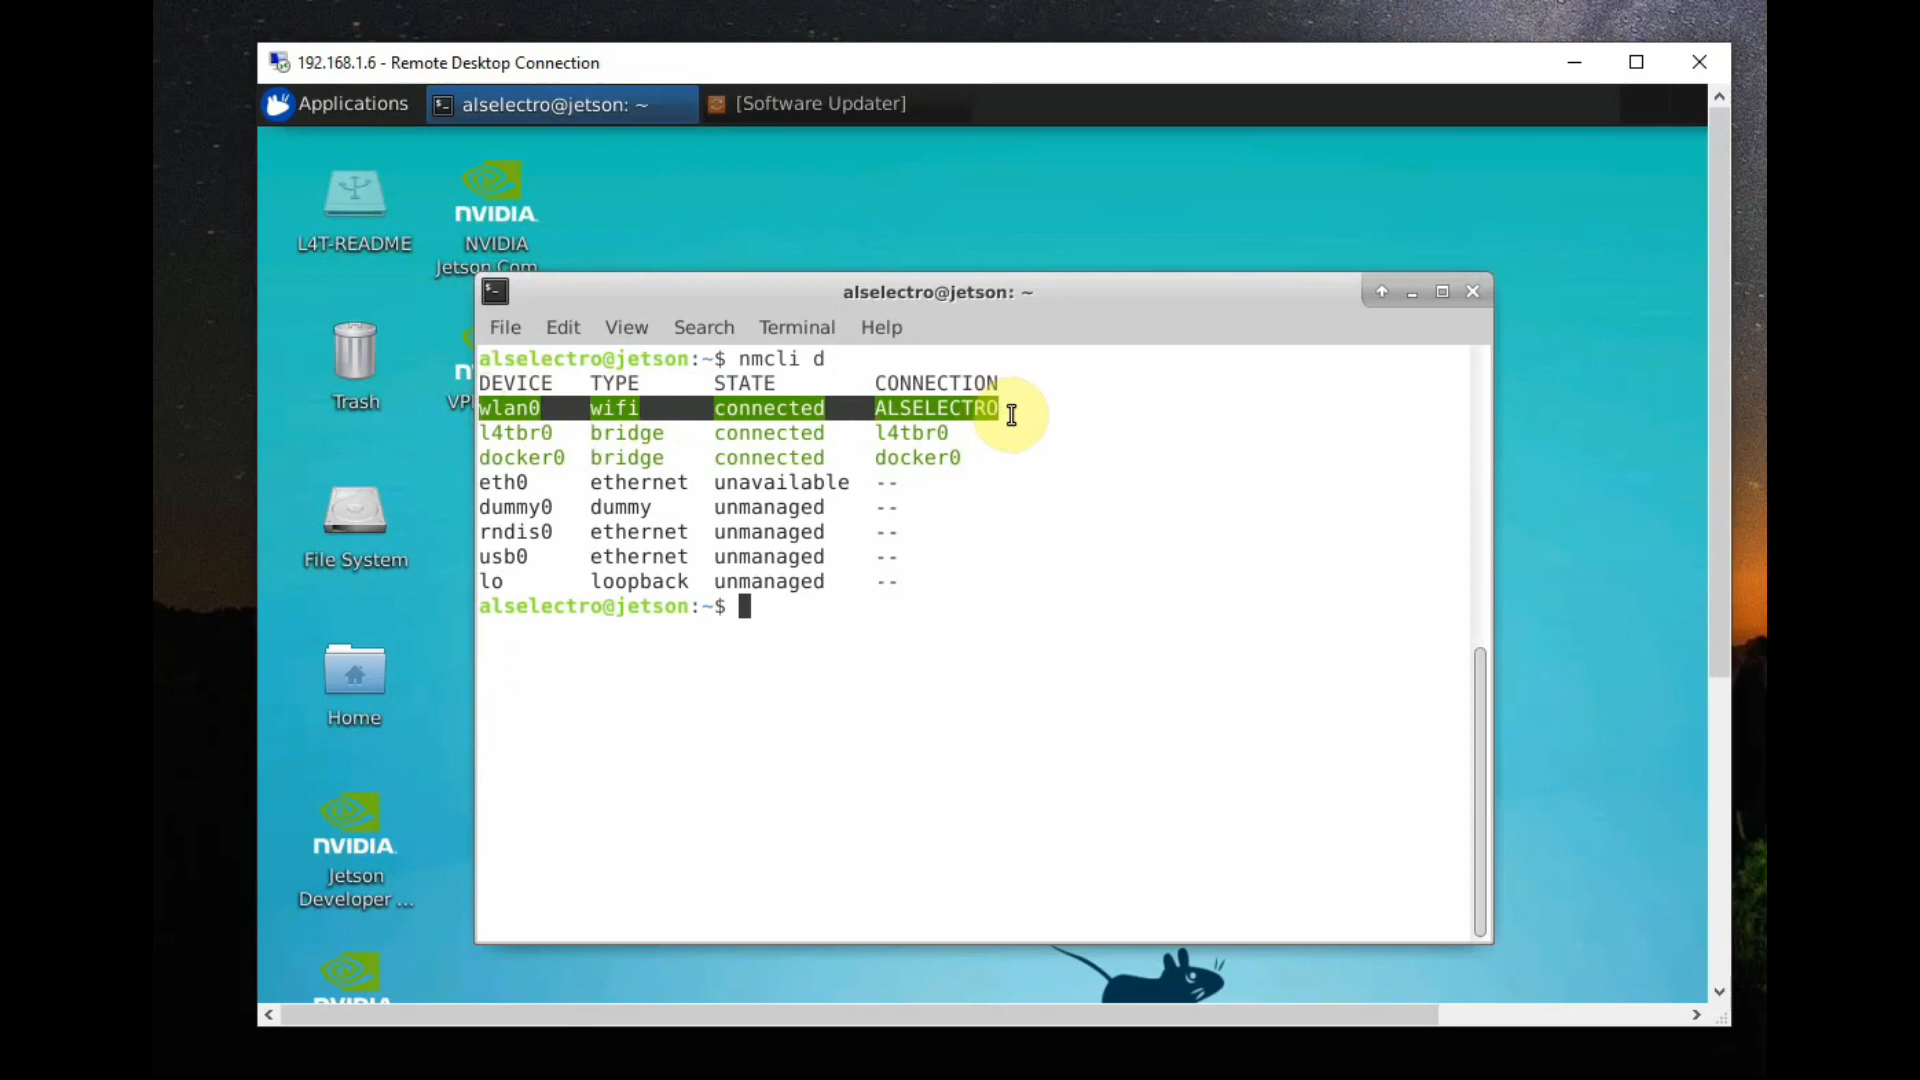 192.168.1.6 - Remote Desktop Connection
Applications
alselectro@jetson: ~
[Software Updater]
L4T-README
NVIDIA
NVIDIA
Jetson Com
Trash
File System
Home
NVIDIA
Jetson
Developer ...
alselectro@jetson: ~
File Edit View Search Terminal Help
alselectro@jetson:~$ nmcli d
DEVICE TYPE STATE CONNECTION
wlan0 wifi connected ALSELECTRO
l4tbr0 bridge connected l4tbr0
docker0 bridge connected docker0
eth0 ethernet unavailable --
dummy0 dummy unmanaged --
rndis0 ethernet unmanaged --
usb0 ethernet unmanaged --
lo loopback unmanaged --
alselectro@jetson:~$